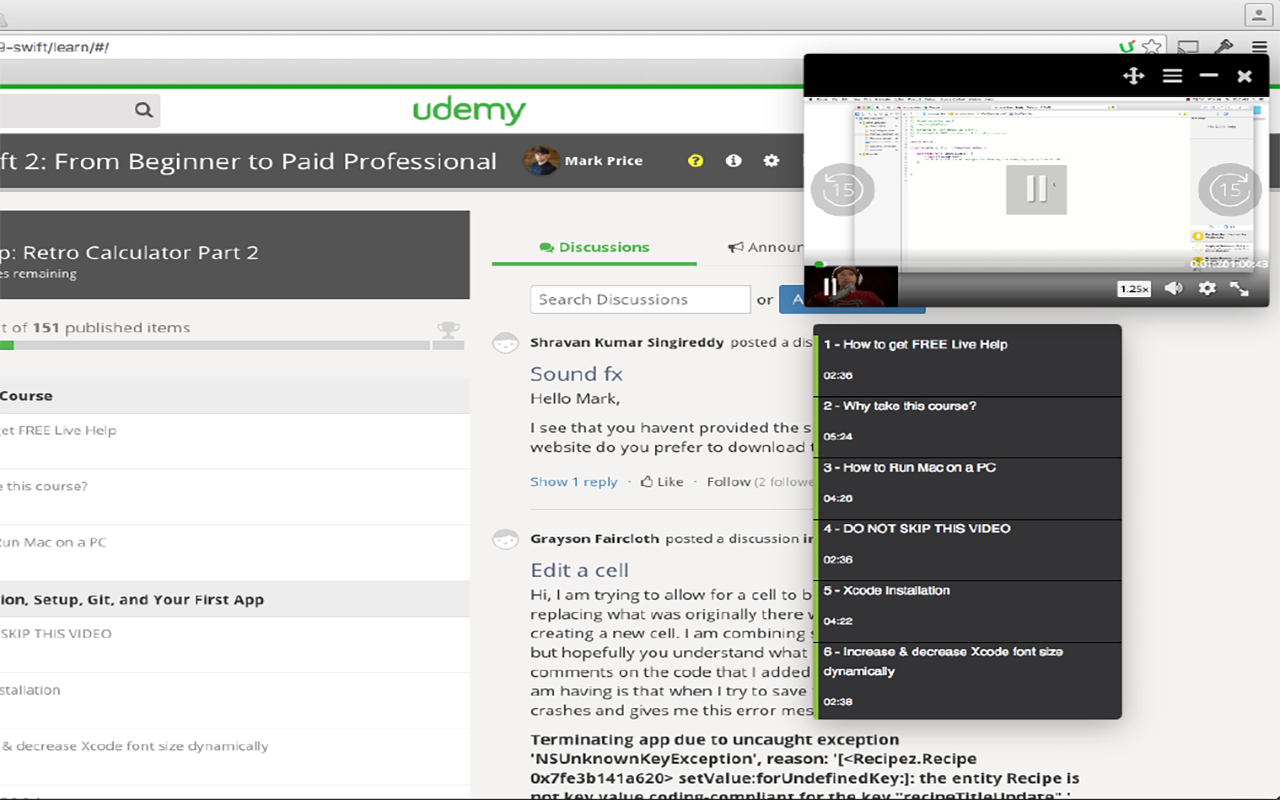 9-swift/learn/#/
udemy
ft 2: From Beginner to Paid Professional
Mark Price
15
15
1.25x
p: Retro Calculator Part 2
es remaining
t of 151 published items
Course
et FREE Live Help
e this course?
Run Mac on a PC
ion, Setup, Git, and Your First App
SKIP THIS VIDEO
stallation
& decrease Xcode font size dynamically
Discussions
Announ
Search Discussions
or
A
Shravan Kumar Singireddy posted a dis
Sound fx
Hello Mark,
I see that you havent provided the s
website do you prefer to download
Show 1 reply · Like · Follow (2 followe
Grayson Faircloth posted a discussion in
Edit a cell
Hi, I am trying to allow for a cell to b
replacing what was originally there
creating a new cell. I am combining
but hopefully you understand what
comments on the code that I added
am having is that when I try to save
crashes and gives me this error mes
Terminating app due to uncaught exception
'NSUnknownKeyException', reason: '[<Recipez.Recipe
0x7fe3b141a620> setValue:forUndefinedKey:]: the entity Recipe is
not key value coding-compliant for the key "recipeTitleUpdate".'
1 - How to get FREE Live Help
02:36
2 - Why take this course?
05:24
3 - How to Run Mac on a PC
04:26
4 - DO NOT SKIP THIS VIDEO
02:36
5 - Xcode Installation
04:22
6 - Increase & decrease Xcode font size
dynamically
02:38